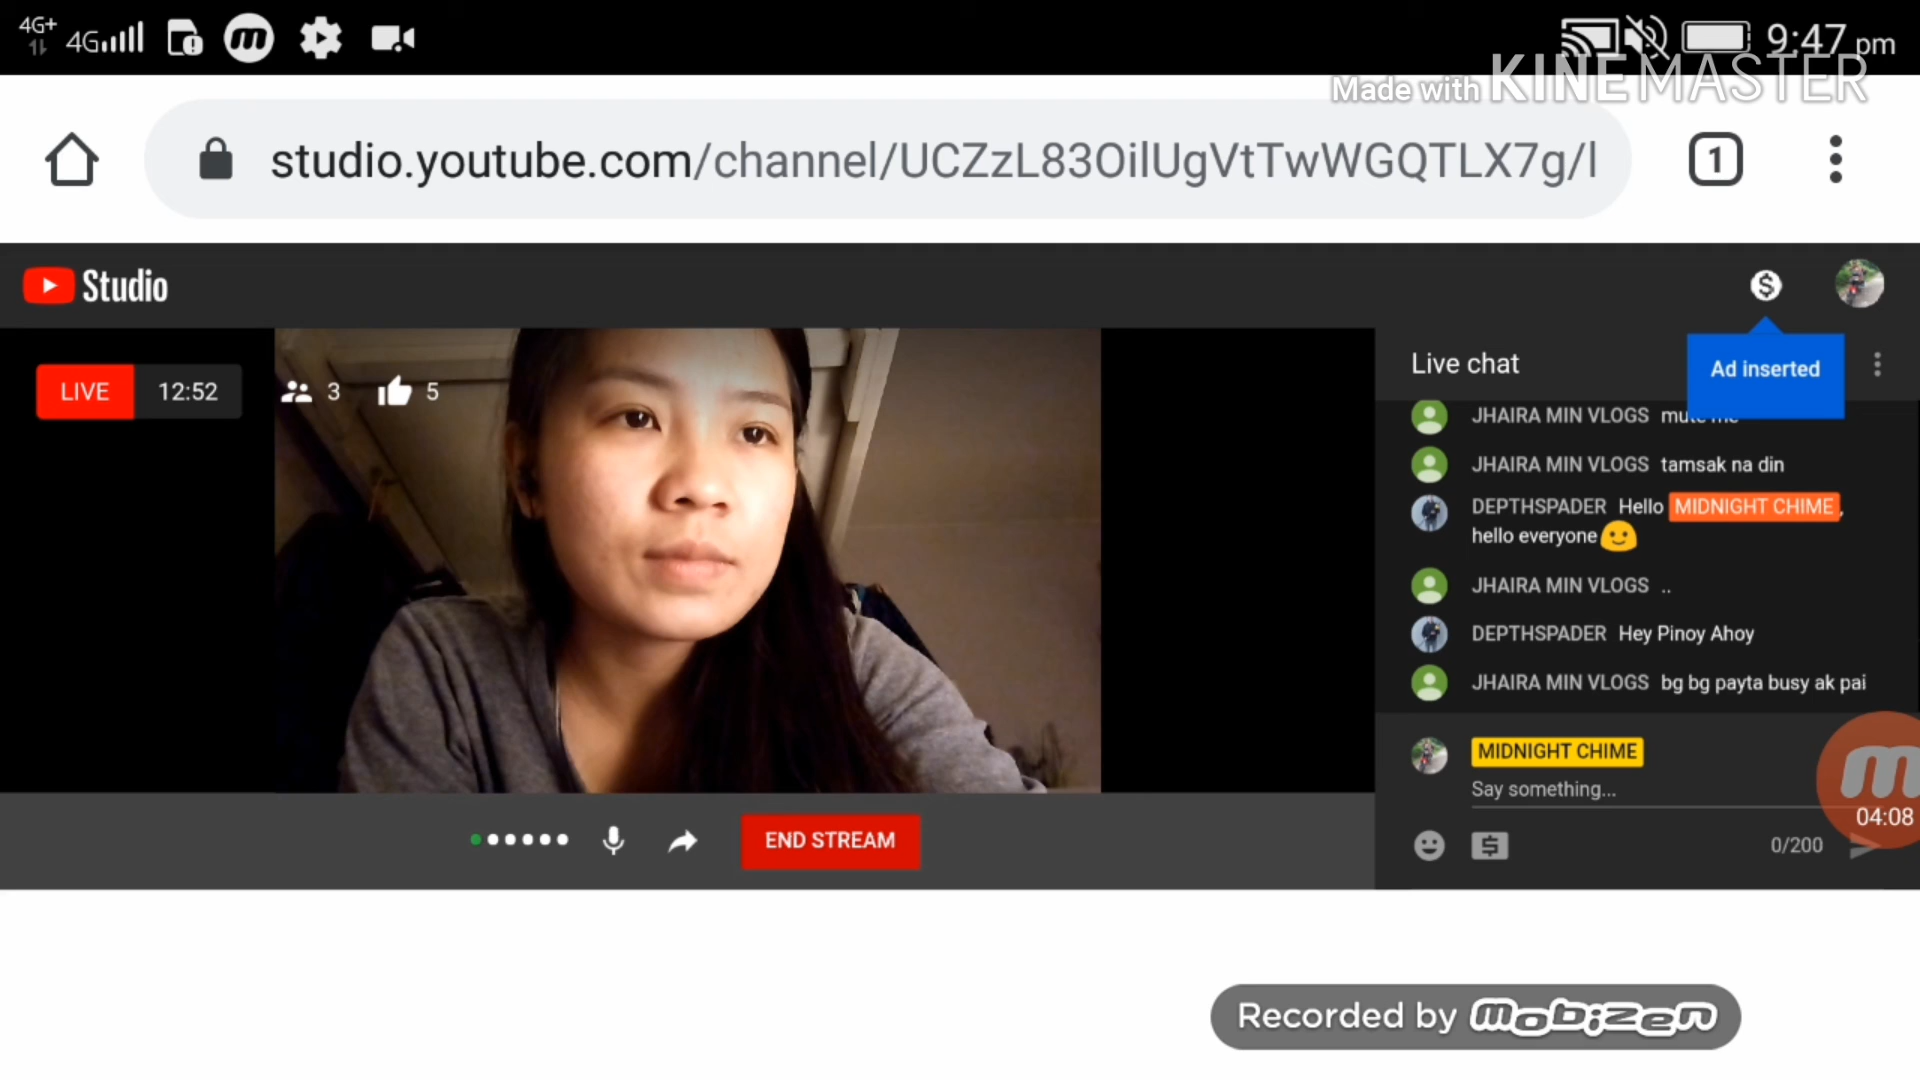 4G+
4G
9:47 pm
Made with KINEMASTER
studio.youtube.com/channel/UCZzL83OilUgVtTwWGQTLX7g/l
1
Studio
LIVE 12:52
3 5
Live chat
Ad inserted
JHAIRA MIN VLOGS mute me
JHAIRA MIN VLOGS tamsak na din
DEPTHSPADER Hello MIDNIGHT CHIME,
hello everyone
JHAIRA MIN VLOGS ..
DEPTHSPADER Hey Pinoy Ahoy
JHAIRA MIN VLOGS bg bg payta busy ak pai
MIDNIGHT CHIME
Say something...
04:08
END STREAM
0/200
Recorded by mobizen